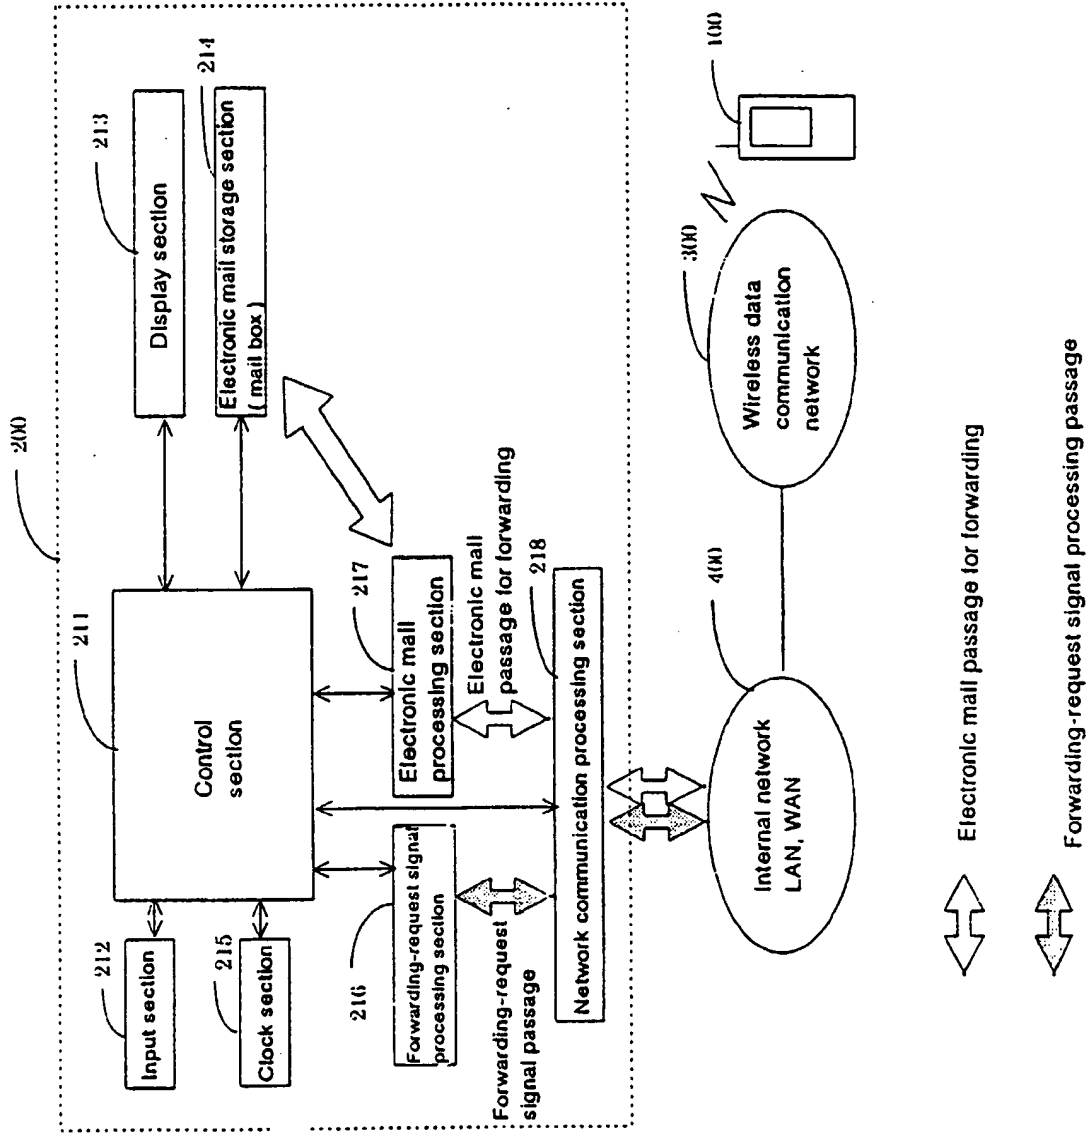 200
211
Control
section
212
Input section
215
Clock section
213
Display section
214
Electronic mail storage section
( mail box )
216
Forwarding-request signal
processing section
217
Electronic mail
processing section
Electronic mail
passage for forwarding
Forwarding-request
signal passage
218
Network communication processing section
400
Internal network
LAN, WAN
300
Wireless data
communication
network
100
Electronic mail passage for forwarding
Forwarding-request signal processing passage